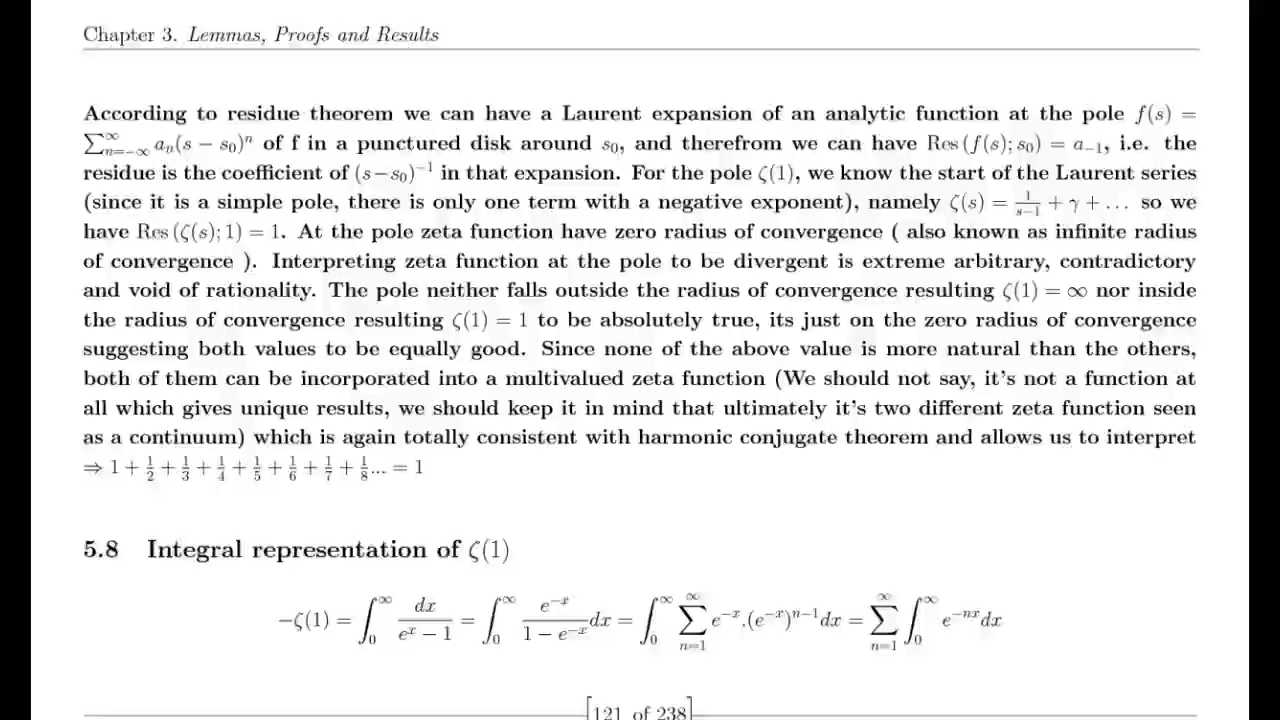 Chapter 3. Lemmas, Proofs and Results
According to residue theorem we can have a Laurent expansion of an analytic function at the pole f(s) =
∑_{n=−∞}^{∞} aₙ(s − s₀)ⁿ of f in a punctured disk around s₀, and therefrom we can have Res (f(s); s₀) = a₋₁, i.e. the
residue is the coefficient of (s−s₀)⁻¹ in that expansion. For the pole ζ(1), we know the start of the Laurent series
(since it is a simple pole, there is only one term with a negative exponent), namely ζ(s) = 1/(s−1) + γ + . . . so we
have Res (ζ(s); 1) = 1. At the pole zeta function have zero radius of convergence ( also known as infinite radius
of convergence ). Interpreting zeta function at the pole to be divergent is extreme arbitrary, contradictory
and void of rationality. The pole neither falls outside the radius of convergence resulting ζ(1) = ∞ nor inside
the radius of convergence resulting ζ(1) = 1 to be absolutely true, its just on the zero radius of convergence
suggesting both values to be equally good. Since none of the above value is more natural than the others,
both of them can be incorporated into a multivalued zeta function (We should not say, it's not a function at
all which gives unique results, we should keep it in mind that ultimately it's two different zeta function seen
as a continuum) which is again totally consistent with harmonic conjugate theorem and allows us to interpret
⇒ 1 + 1/2 + 1/3 + 1/4 + 1/5 + 1/6 + 1/7 + 1/8... = 1
5.8 Integral representation of ζ(1)
−ζ(1) = ∫₀^∞ dx/(eˣ − 1) = ∫₀^∞ e⁻ˣ/(1 − e⁻ˣ) dx = ∫₀^∞ ∑_{n=1}^{∞} e⁻ˣ.(e⁻ˣ)ⁿ⁻¹dx = ∑_{n=1}^{∞} ∫₀^∞ e⁻ⁿˣdx
[121 of 238]